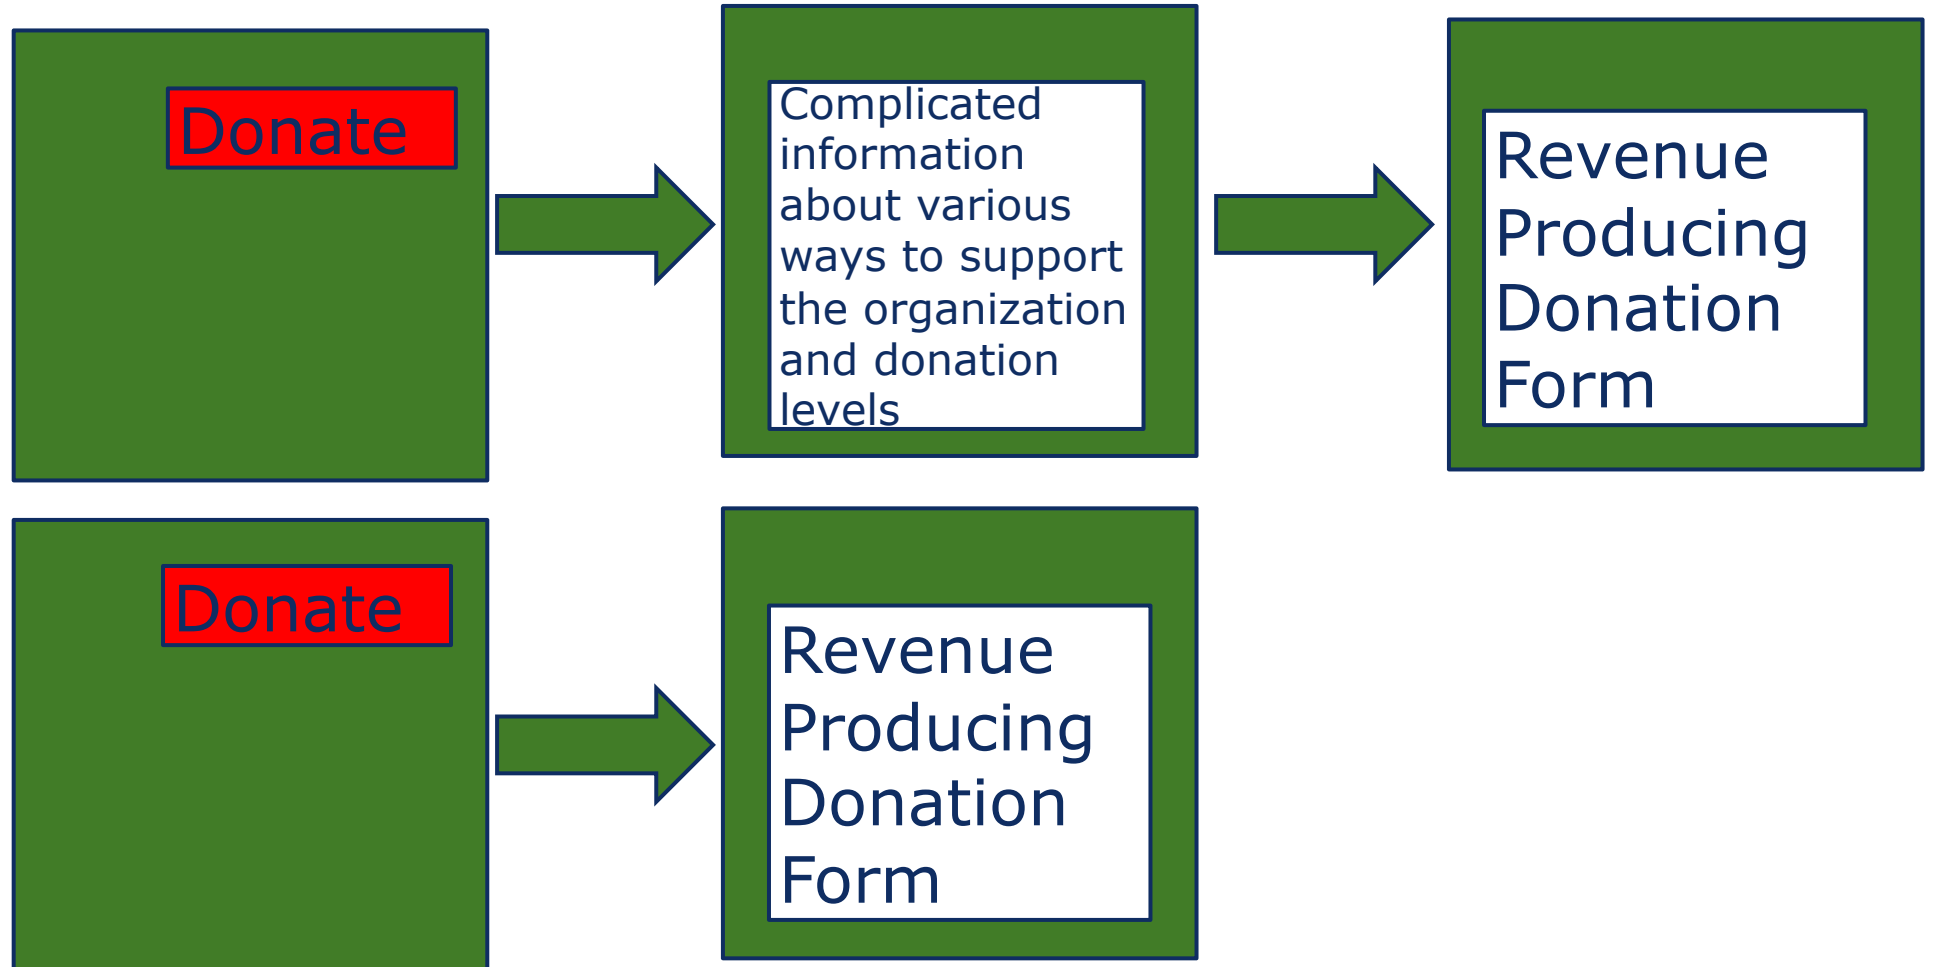 Donate
Complicated
information
about various
ways to support
the organization
and donation
levels
Revenue
Producing
Donation
Form
Donate
Revenue
Producing
Donation
Form